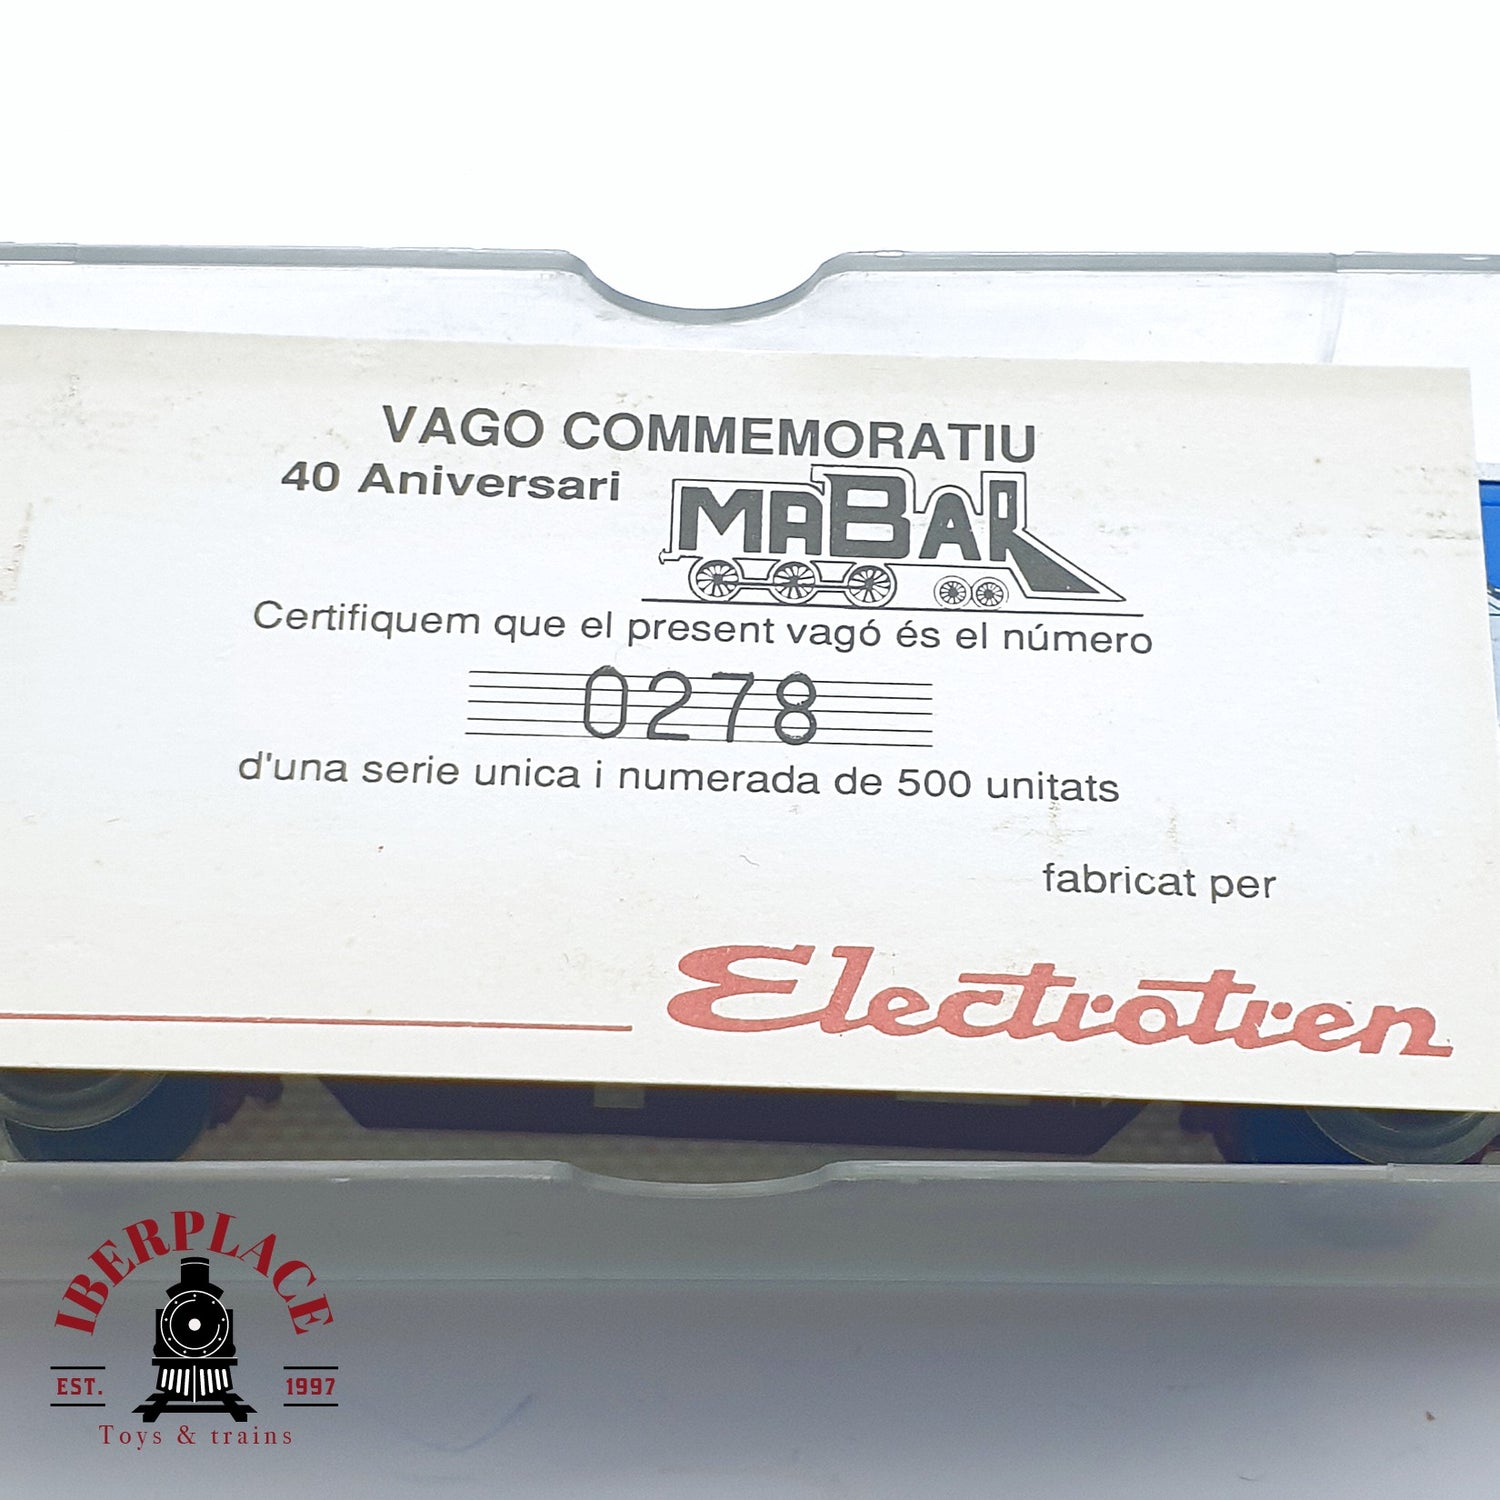 VAGO COMMEMORATIU
40 Aniversari MABAR
Certifiquem que el present vagó és el número
0278
d'una serie unica i numerada de 500 unitats
fabricat per
Electrotren
IBERPLACE
EST. 1997
Toys & trains